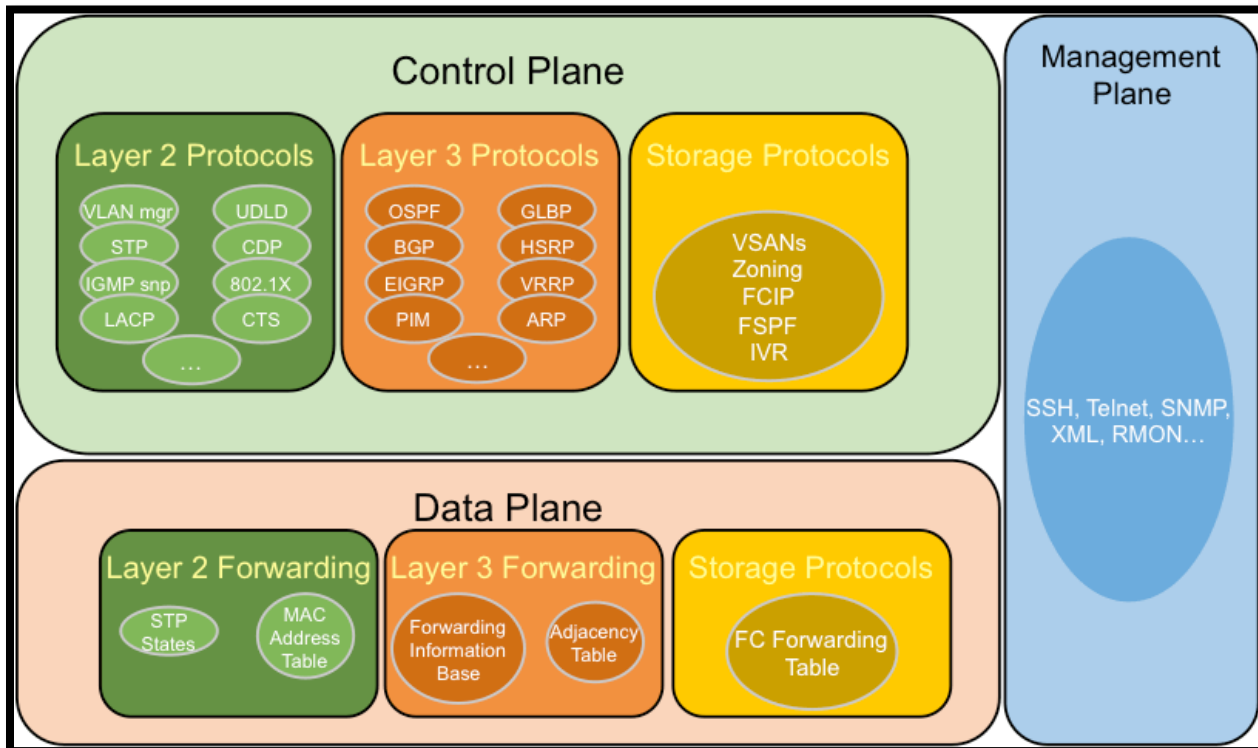 Control Plane
Layer 2 Protocols
VLAN mgr
UDLD
STP
CDP
IGMP snp
802.1X
LACP
CTS
...
Layer 3 Protocols
OSPF
GLBP
BGP
HSRP
EIGRP
VRRP
PIM
ARP
...
Storage Protocols
VSANs
Zoning
FCIP
FSPF
IVR
Data Plane
Layer 2 Forwarding
STP
States
MAC
Address
Table
Layer 3 Forwarding
Forwarding
Information
Base
Adjacency
Table
Storage Protocols
FC Forwarding
Table
Management
Plane
SSH, Telnet, SNMP,
XML, RMON...